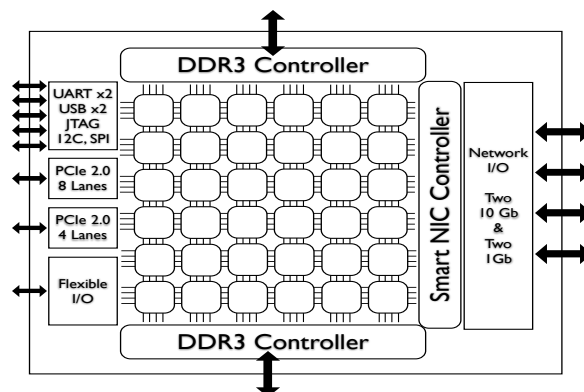 DDR3 Controller
UART x2
USB x2
JTAG
12C, SPI
PCIe 2.0
8 Lanes
PCIe 2.0
4 Lanes
Flexible
I/O
Smart NIC Controller
Network
I/O
Two
10 Gb
&
Two
1Gb
DDR3 Controller